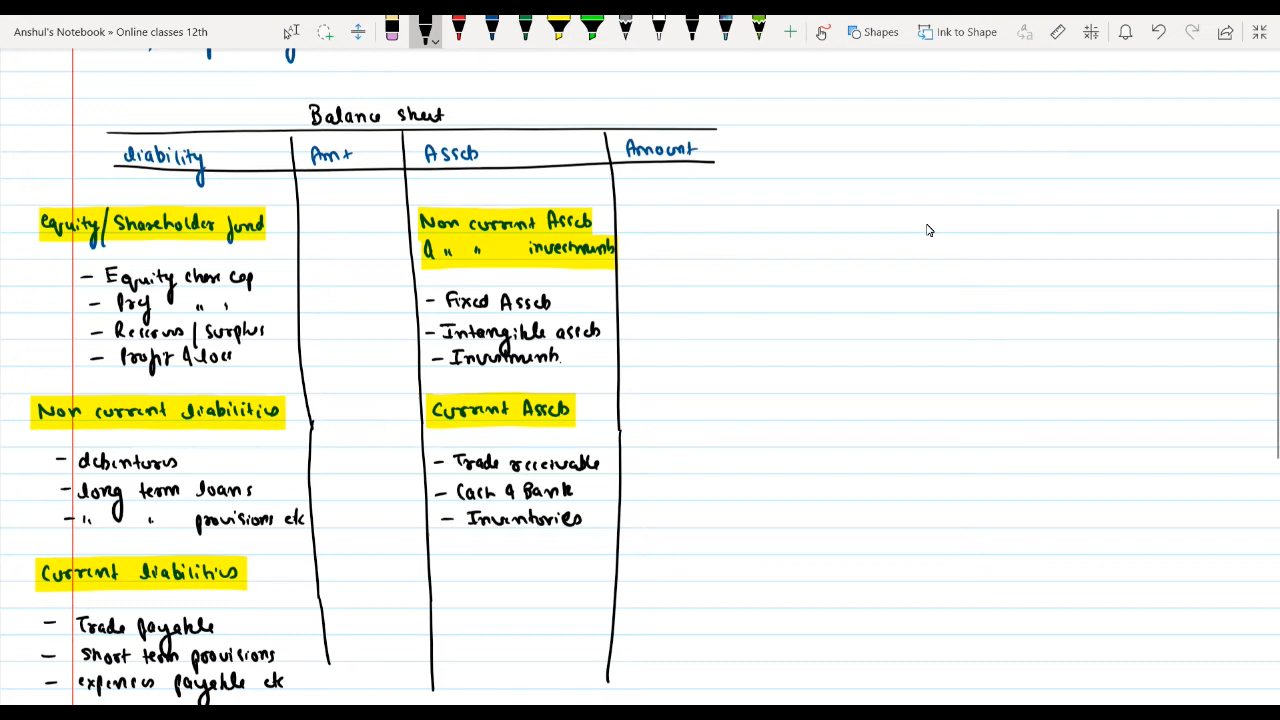 Anshul's Notebook » Online classes 12th
Shapes
Ink to Shape
Balance sheet
Liability Amt Assets Amount
Equity/Shareholder fund
- Equity share cap
- Prf " "
- Reserves/Surplus
- Profit & loss
Non current liabilities
- debentures
- long term loans
- " " provisions etc
Current liabilities
- Trade payable
- Short term provisions
- expenses payable etc
Non current Assets
& " " investments
- Fixed Assets
- Intangible assets
- Investments.
Current Assets
- Trade receivable
- Cash & Bank
- Inventories